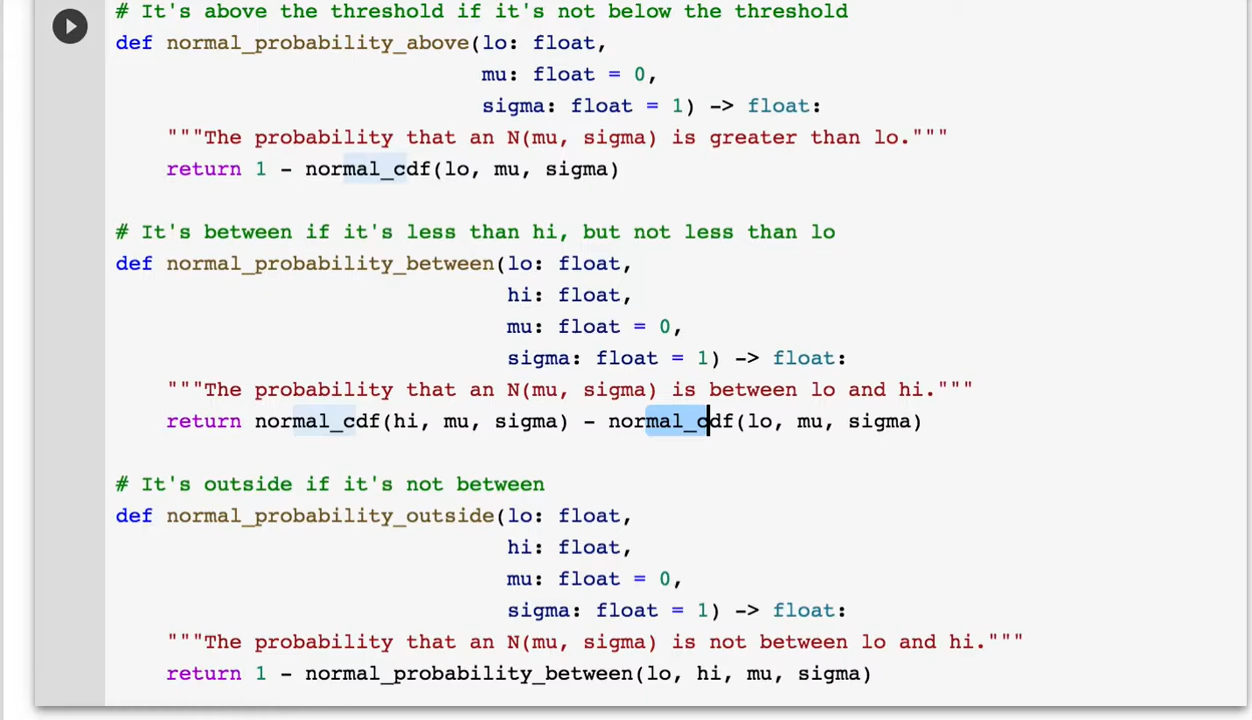 # It's above the threshold if it's not below the threshold
def normal_probability_above(lo: float,
                             mu: float = 0,
                             sigma: float = 1) -> float:
    """The probability that an N(mu, sigma) is greater than lo."""
    return 1 - normal_cdf(lo, mu, sigma)

# It's between if it's less than hi, but not less than lo
def normal_probability_between(lo: float,
                               hi: float,
                               mu: float = 0,
                               sigma: float = 1) -> float:
    """The probability that an N(mu, sigma) is between lo and hi."""
    return normal_cdf(hi, mu, sigma) - normal_cdf(lo, mu, sigma)

# It's outside if it's not between
def normal_probability_outside(lo: float,
                               hi: float,
                               mu: float = 0,
                               sigma: float = 1) -> float:
    """The probability that an N(mu, sigma) is not between lo and hi."""
    return 1 - normal_probability_between(lo, hi, mu, sigma)